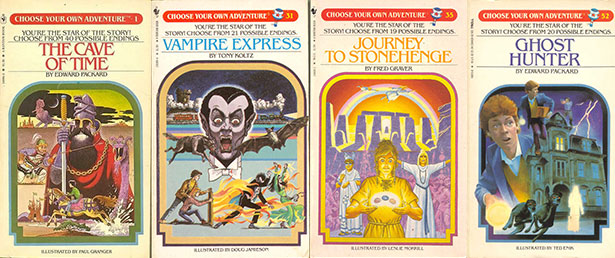 CHOOSE YOUR OWN ADVENTURE™ • 1
YOU'RE THE STAR OF THE STORY!
CHOOSE FROM 40 POSSIBLE ENDINGS.
THE CAVE
OF TIME
BY EDWARD PACKARD
ILLUSTRATED BY PAUL GRANGER
CHOOSE YOUR OWN ADVENTURE® 31
YOU'RE THE STAR OF THE
STORY! CHOOSE FROM 21 POSSIBLE ENDINGS.
VAMPIRE EXPRESS
BY TONY KOLTZ
ILLUSTRATED BY DOUG JAMIESON
CHOOSE YOUR OWN ADVENTURE® 35
YOU'RE THE STAR OF THE
STORY! CHOOSE FROM 19 POSSIBLE ENDINGS.
JOURNEY
TO STONEHENGE
BY FRED GRAVER
ILLUSTRATED BY LESLIE MORRILL
CHOOSE YOUR OWN ADVENTURE® 52
YOU'RE THE STAR OF THE
STORY! CHOOSE FROM 20 POSSIBLE ENDINGS.
GHOST
HUNTER
BY EDWARD PACKARD
ILLUSTRATED BY TED ENIK